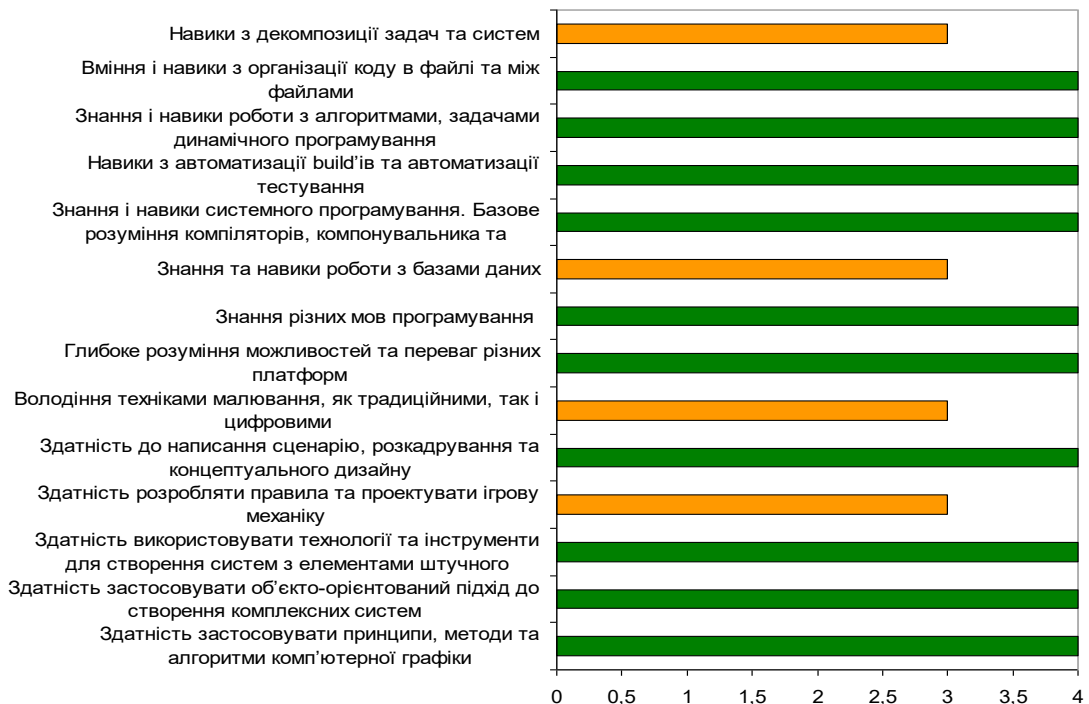 Навики з декомпозиції задач та систем
Вміння і навики з організації коду в файлі та між
файлами
Знання і навики роботи з алгоритмами, задачами
динамічного програмування
Навики з автоматизації build’ів та автоматизації
тестування
Знання і навики системного програмування. Базове
розуміння компіляторів, компонувальника та
Знання та навики роботи з базами даних
Знання різних мов програмування
Глибоке розуміння можливостей та переваг різних
платформ
Володіння техніками малювання, як традиційними, так і
цифровими
Здатність до написання сценарію, розкадрування та
концептуального дизайну
Здатність розробляти правила та проектувати ігрову
механіку
Здатність використовувати технології та інструменти
для створення систем з елементами штучного
Здатність застосовувати об’єкто-орієнтований підхід до
створення комплексних систем
Здатність застосовувати принципи, методи та
алгоритми комп’ютерної графіки
0 0,5 1 1,5 2 2,5 3 3,5 4